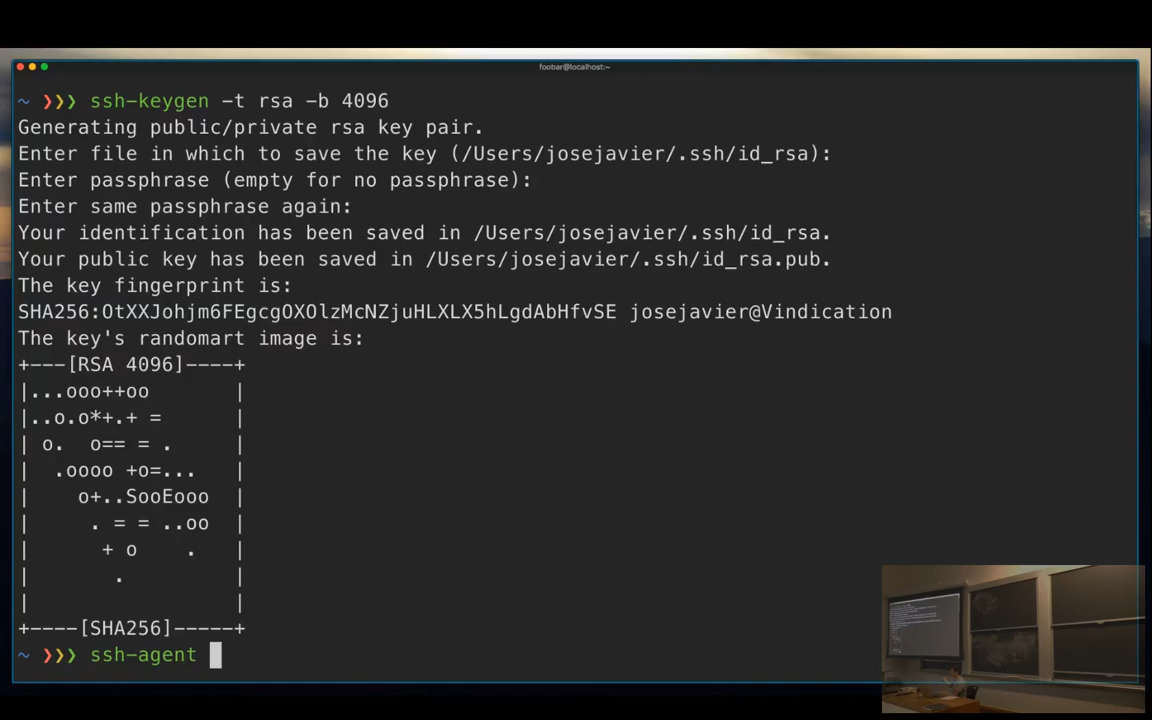 foobar@localhost:~
~ ❯❯❯ ssh-keygen -t rsa -b 4096
Generating public/private rsa key pair.
Enter file in which to save the key (/Users/josejavier/.ssh/id_rsa):
Enter passphrase (empty for no passphrase):
Enter same passphrase again:
Your identification has been saved in /Users/josejavier/.ssh/id_rsa.
Your public key has been saved in /Users/josejavier/.ssh/id_rsa.pub.
The key fingerprint is:
SHA256:OtXXJohjm6FEgcgOXOlzMcNZjuHLXLX5hLgdAbHfvSE josejavier@Vindication
The key's randomart image is:
+---[RSA 4096]----+
|...ooo++oo       |
|..o.o*+.+ =      |
| o.  o== = .     |
|  .oooo +o=...   |
|    o+..SooEooo  |
|     . = = ..oo  |
|      + o    .   |
|       .         |
|                 |
+----[SHA256]-----+
~ ❯❯❯ ssh-agent